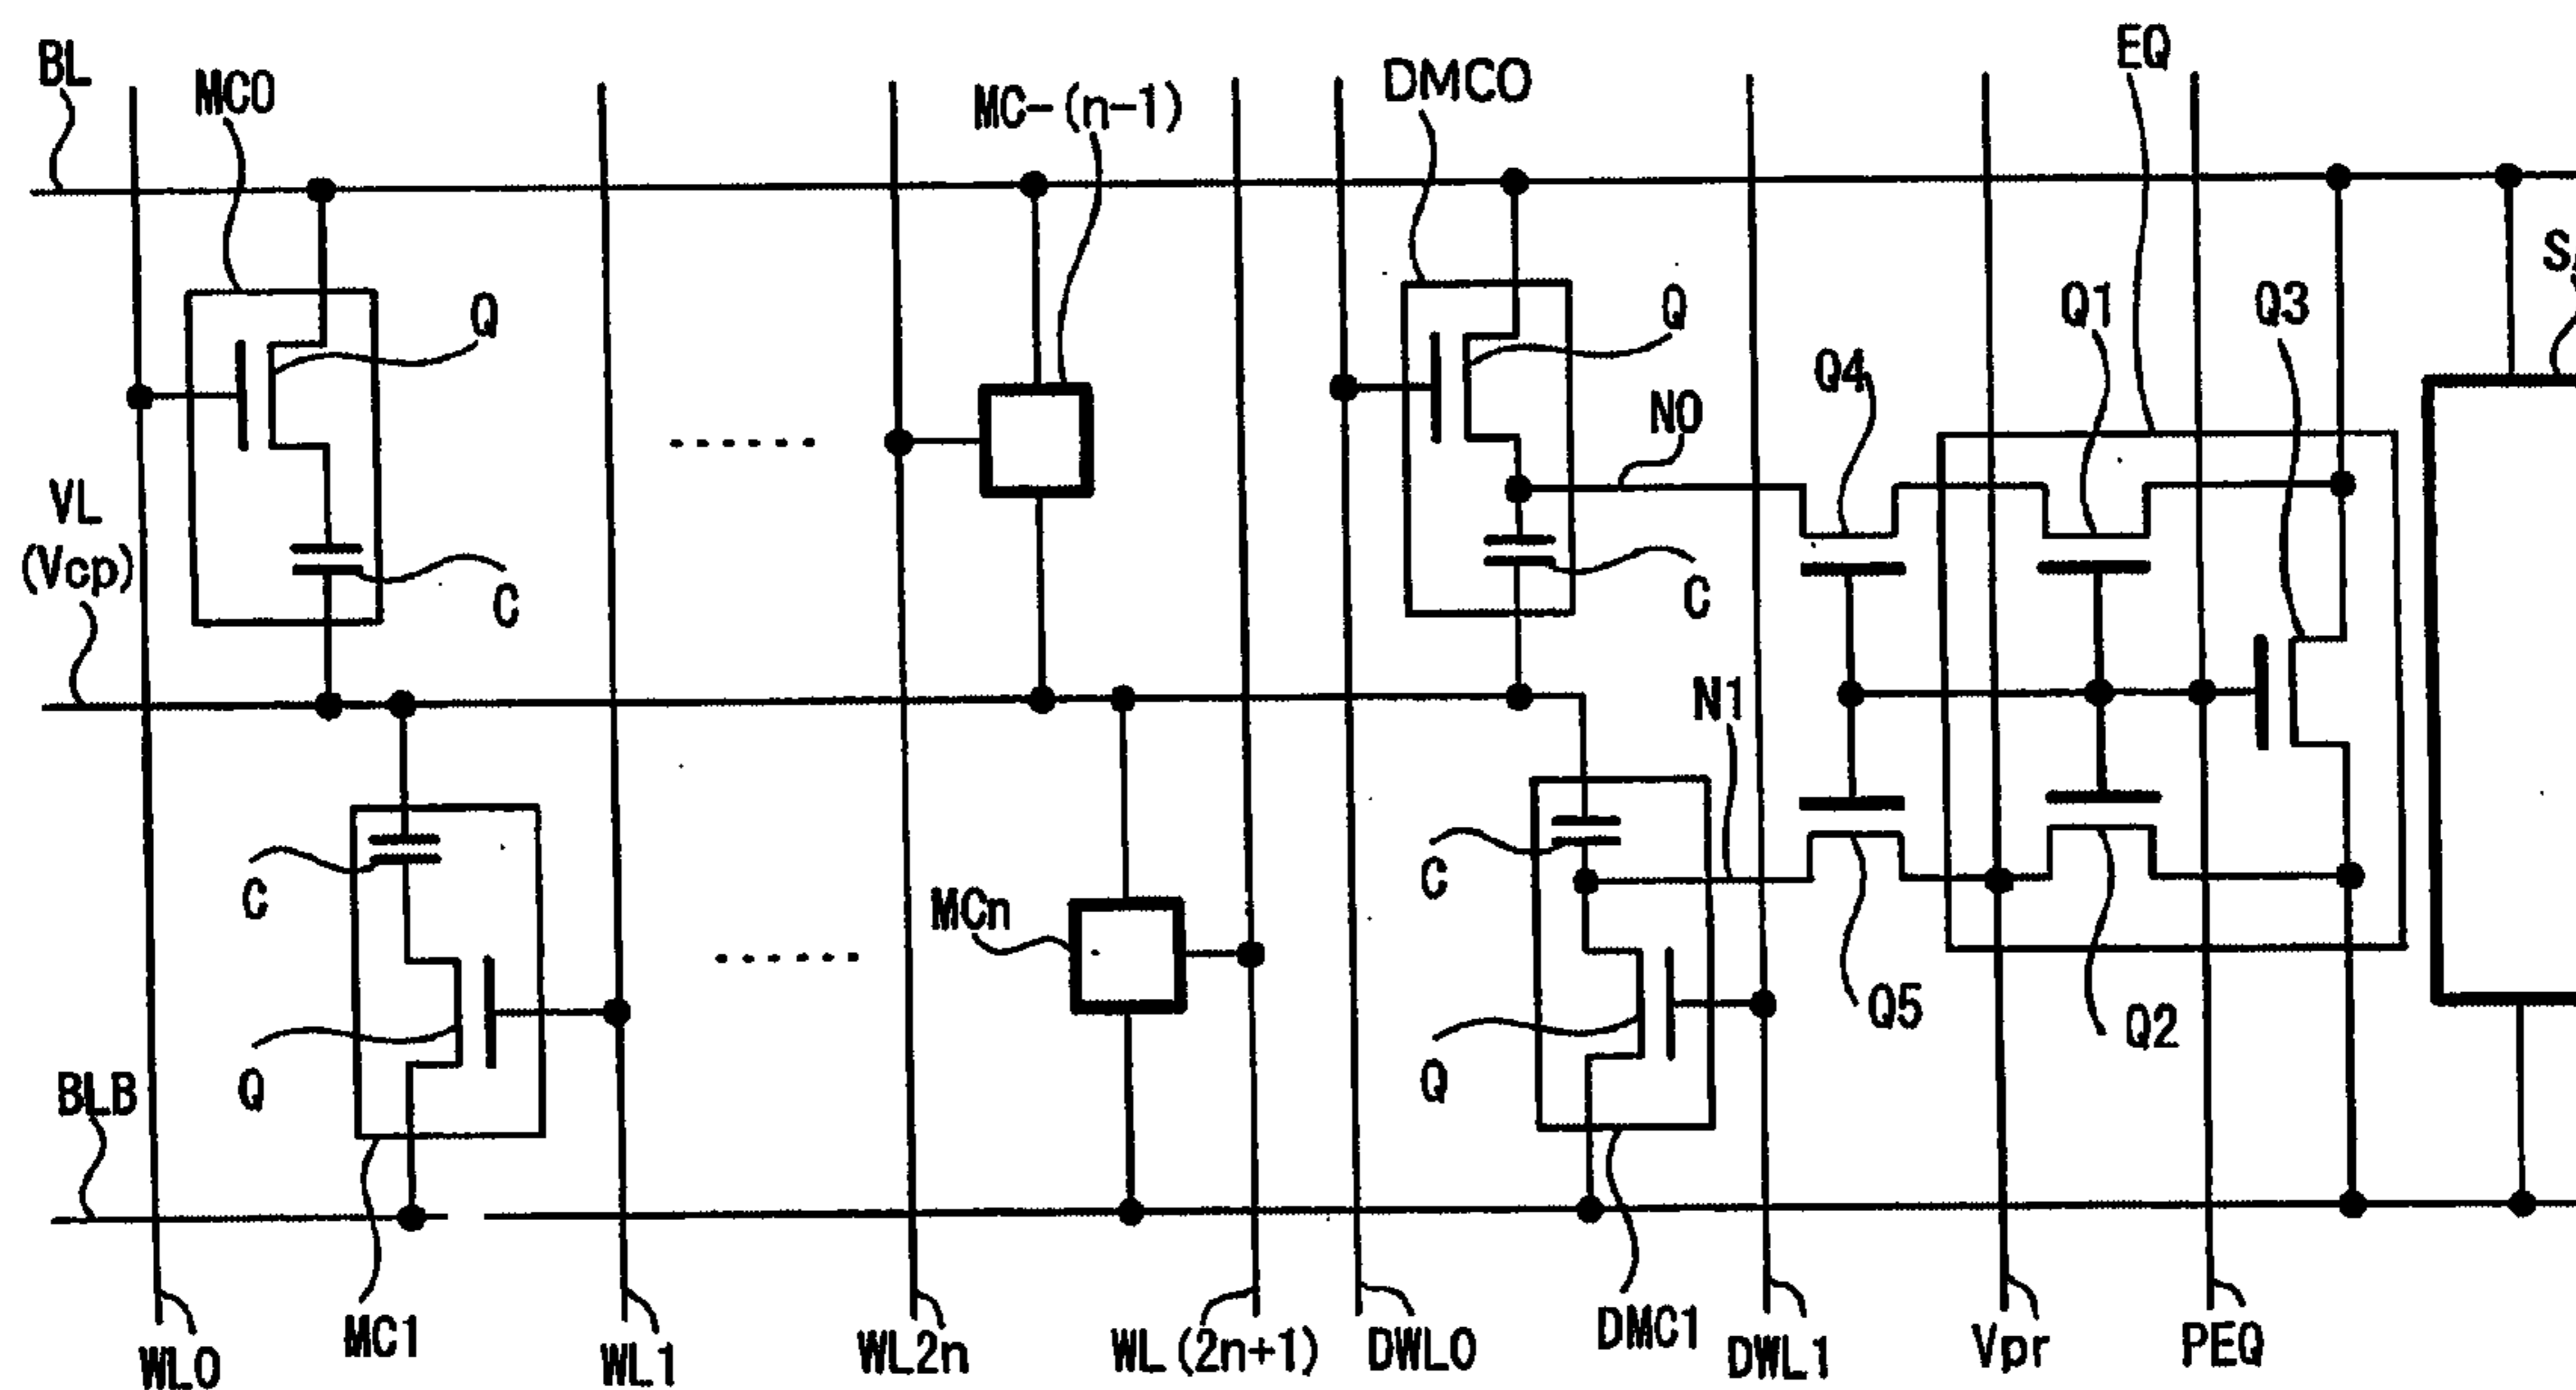 BL
MC0
MC-(n-1)
DMC0
EQ
Q
Q
Q4
Q1
Q3
N0
VL
(Vcp)
C
C
N1
C
MCn
C
Q5
Q2
Q
Q
BLB
WL0
MC1
WL1
WL2n
WL(2n+1)
DWL0
DMC1
DWL1
Vpr
PEQ